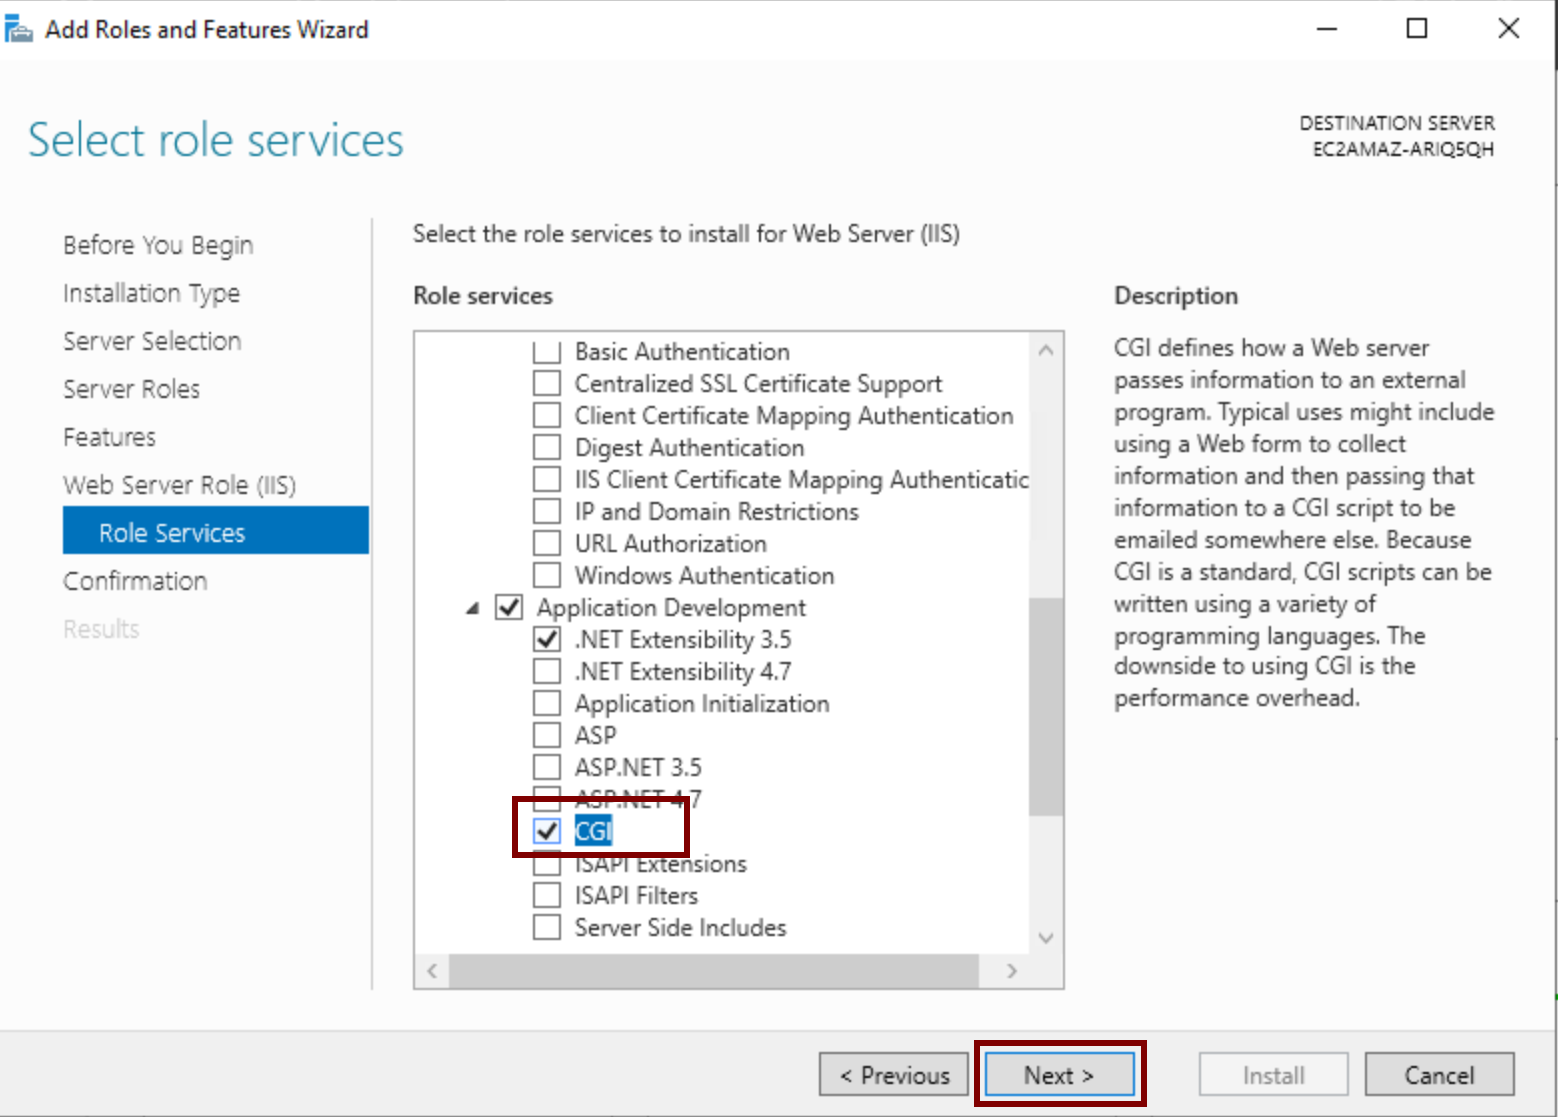 Add Roles and Features Wizard
Select role services
DESTINATION SERVER
EC2AMAZ-ARIQ5QH
Before You Begin
Installation Type
Server Selection
Server Roles
Features
Web Server Role (IIS)
Role Services
Confirmation
Results
Select the role services to install for Web Server (IIS)
Role services
Basic Authentication
Centralized SSL Certificate Support
Client Certificate Mapping Authentication
Digest Authentication
IIS Client Certificate Mapping Authenticatic
IP and Domain Restrictions
URL Authorization
Windows Authentication
Application Development
.NET Extensibility 3.5
.NET Extensibility 4.7
Application Initialization
ASP
ASP.NET 3.5
ASP.NET 4.7
CGI
ISAPI Extensions
ISAPI Filters
Server Side Includes
Description
CGI defines how a Web server
passes information to an external
program. Typical uses might include
using a Web form to collect
information and then passing that
information to a CGI script to be
emailed somewhere else. Because
CGI is a standard, CGI scripts can be
written using a variety of
programming languages. The
downside to using CGI is the
performance overhead.
< Previous
Next >
Install
Cancel